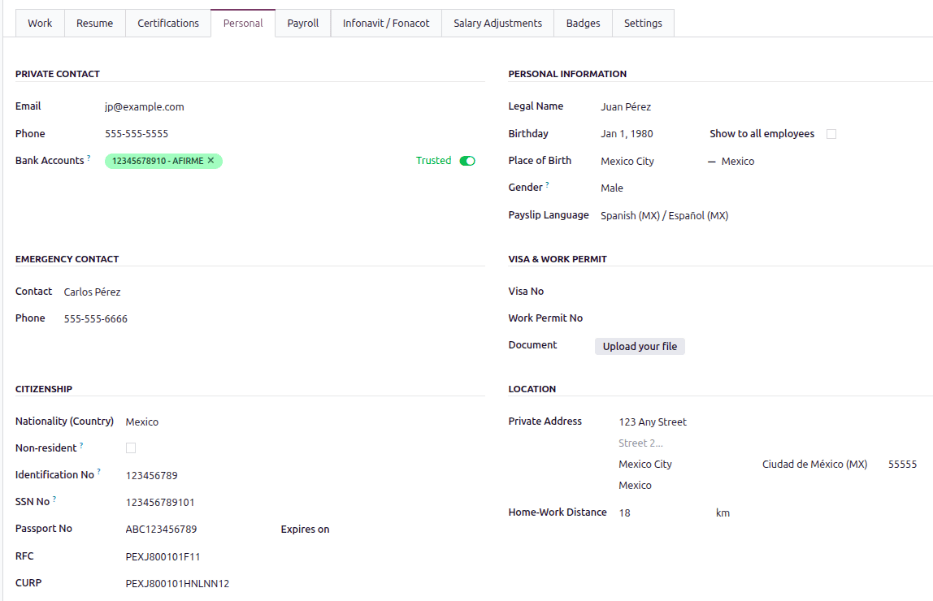 Work Resume Certifications Personal Payroll Infonavit / Fonacot Salary Adjustments Badges Settings
PRIVATE CONTACT
Email jp@example.com
Phone 555-555-5555
Bank Accounts ? 12345678910 - AFIRME × Trusted
PERSONAL INFORMATION
Legal Name Juan Pérez
Birthday Jan 1, 1980 Show to all employees
Place of Birth Mexico City — Mexico
Gender ? Male
Payslip Language Spanish (MX) / Español (MX)
EMERGENCY CONTACT
Contact Carlos Pérez
Phone 555-555-6666
VISA & WORK PERMIT
Visa No
Work Permit No
Document Upload your file
CITIZENSHIP
Nationality (Country) Mexico
Non-resident ?
Identification No ? 123456789
SSN No ? 123456789101
Passport No ABC123456789 Expires on
RFC PEXJ800101F11
CURP PEXJ800101HNLNN12
LOCATION
Private Address 123 Any Street
Street 2...
Mexico City Ciudad de México (MX) 55555
Mexico
Home-Work Distance 18 km